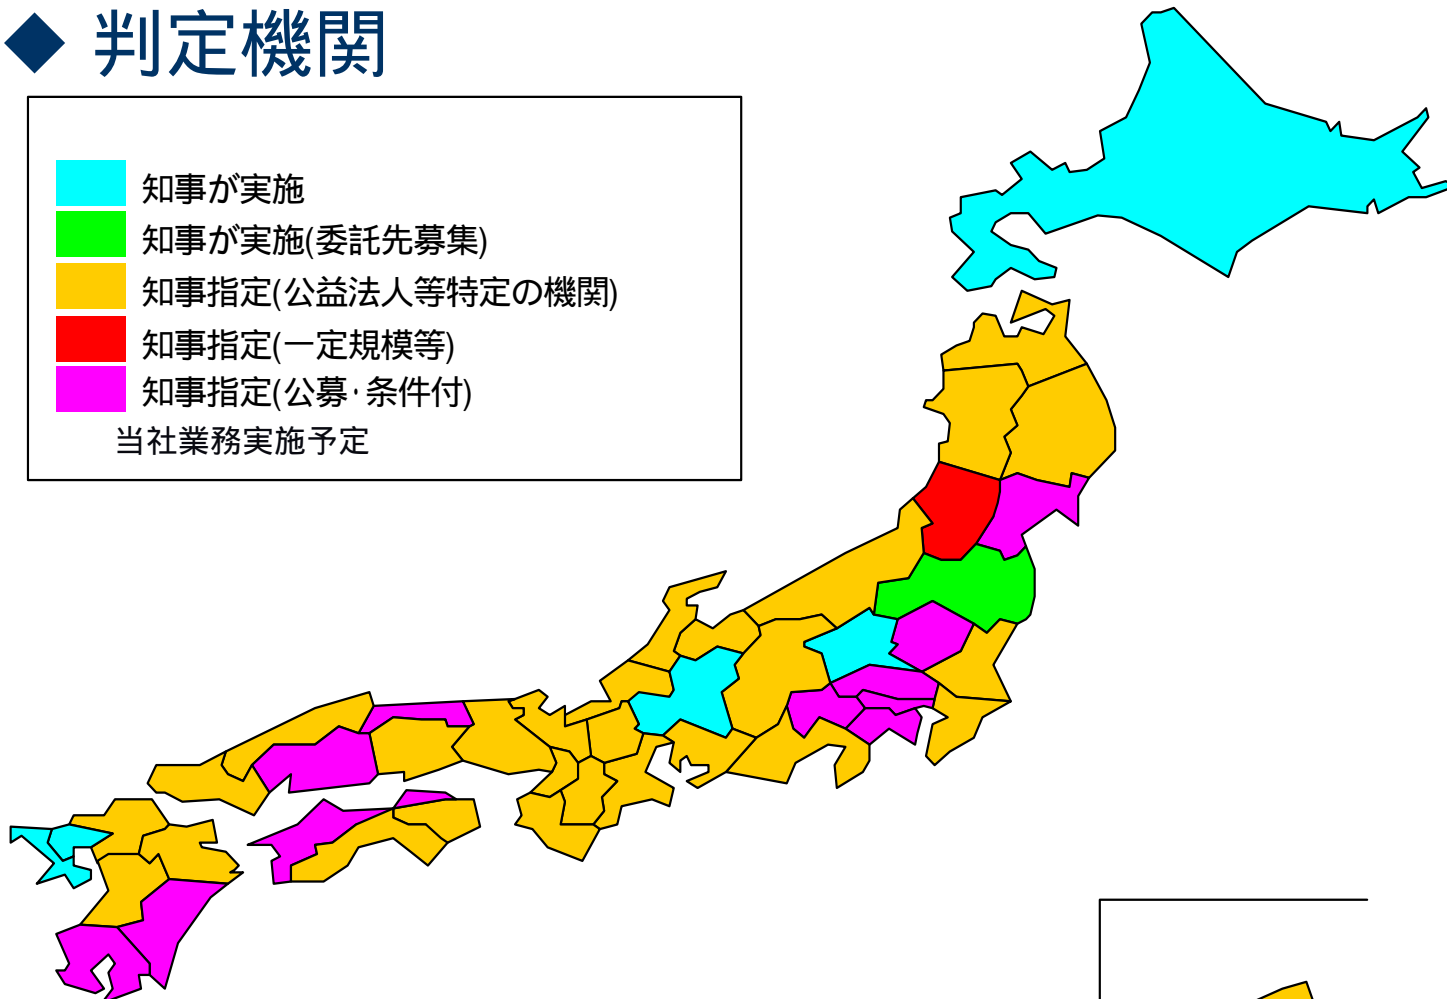 ◆ 判定機関
知事が実施
知事が実施(委託先募集)
知事指定(公益法人等特定の機関)
知事指定(一定規模等)
知事指定(公募･条件付)
当社業務実施予定